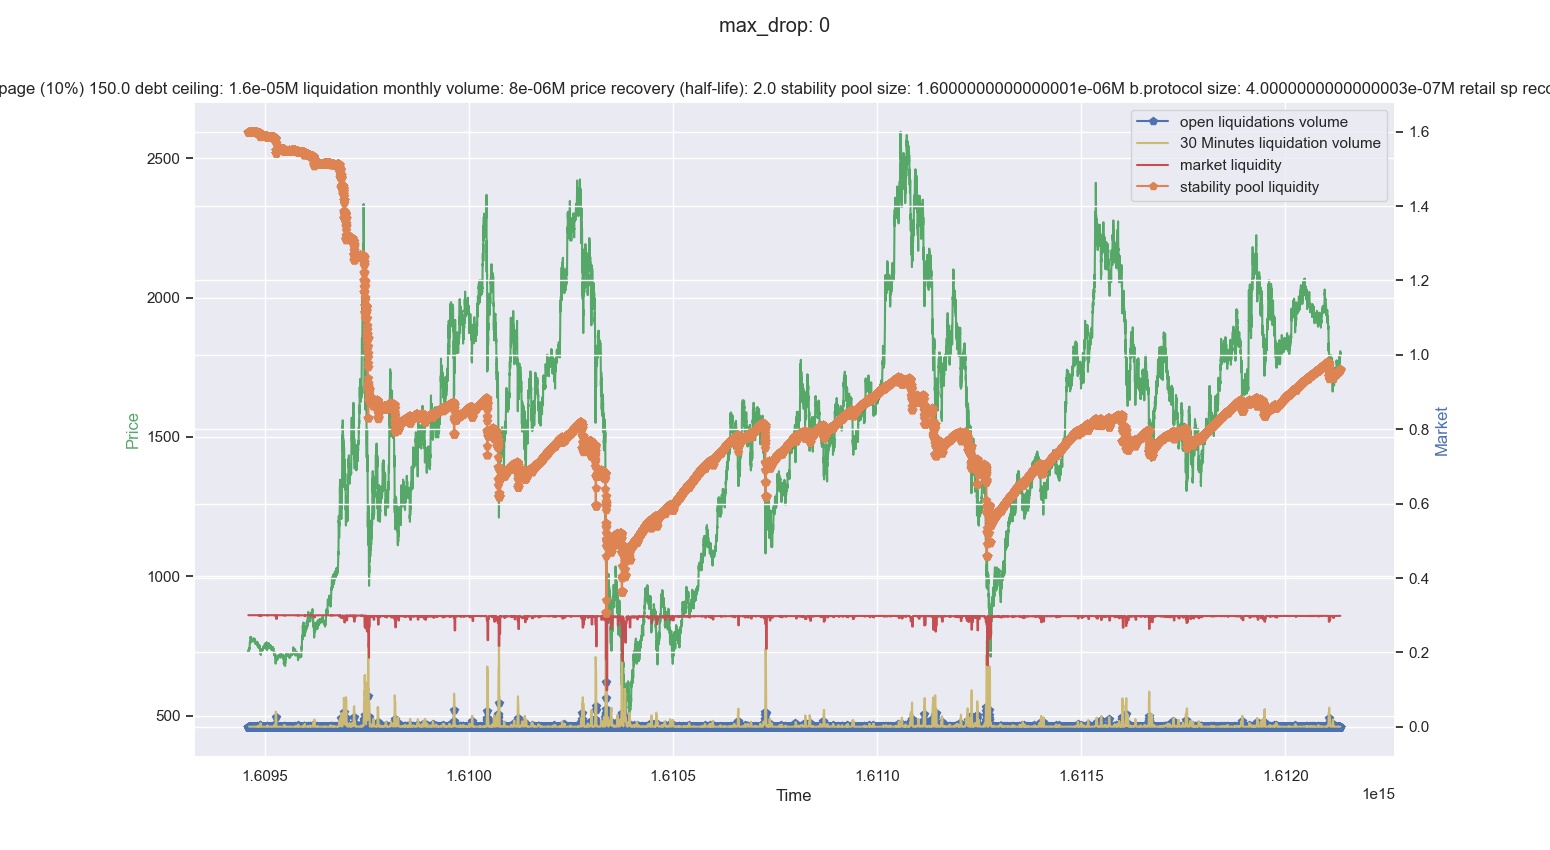 max_drop: 0
page (10%) 150.0 debt ceiling: 1.6e-05M liquidation monthly volume: 8e-06M price recovery (half-life): 2.0 stability pool size: 1.6000000000000001e-06M b.protocol size: 4.0000000000000003e-07M retail sp reco
open liquidations volume
30 Minutes liquidation volume
market liquidity
stability pool liquidity
2500
2000
1500
1000
500
Price
1.6
1.4
1.2
1.0
0.8
0.6
0.4
0.2
0.0
Market
1.6095 1.6100 1.6105 1.6110 1.6115 1.6120
1e15
Time